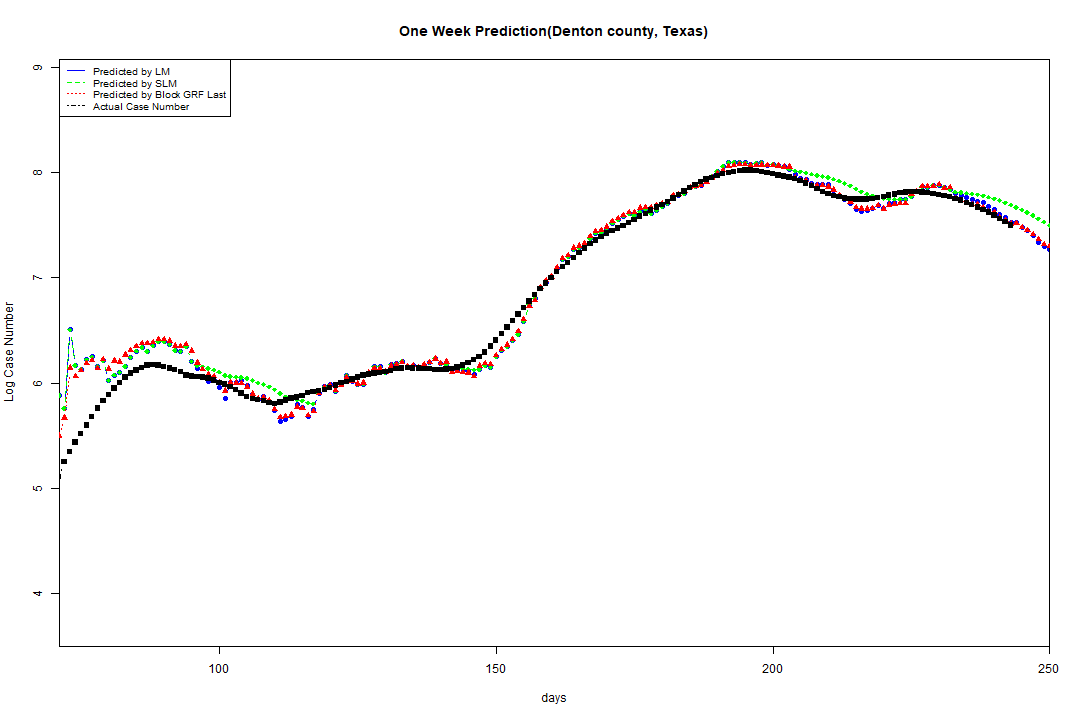 One Week Prediction(Denton county, Texas)
Predicted by LM
Predicted by SLM
Predicted by Block GRF Last
Actual Case Number
9
8
7
6
5
4
Log Case Number
100 150 200 250
days